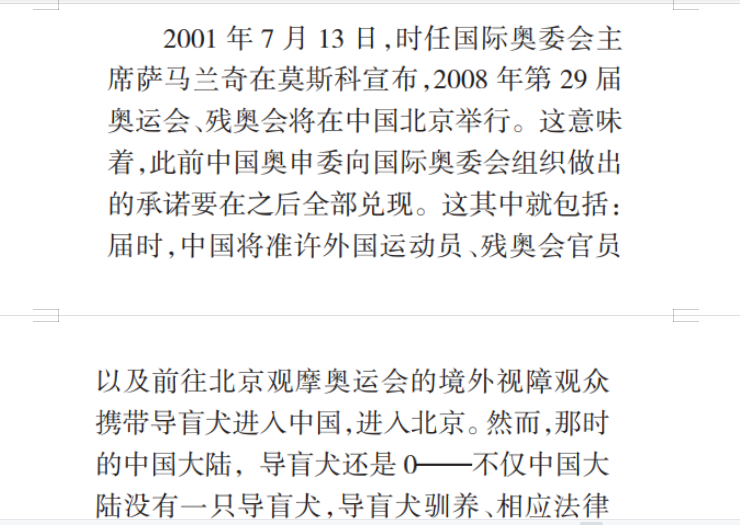 2001 年 7 月 13 日,时任国际奥委会主
席萨马兰奇在莫斯科宣布,2008 年第 29 届
奥运会、残奥会将在中国北京举行。这意味
着,此前中国奥申委向国际奥委会组织做出
的承诺要在之后全部兑现。这其中就包括:
届时,中国将准许外国运动员、残奥会官员
以及前往北京观摩奥运会的境外视障观众
携带导盲犬进入中国,进入北京。然而,那时
的中国大陆, 导盲犬还是 0——不仅中国大
陆没有一只导盲犬,导盲犬驯养、相应法律